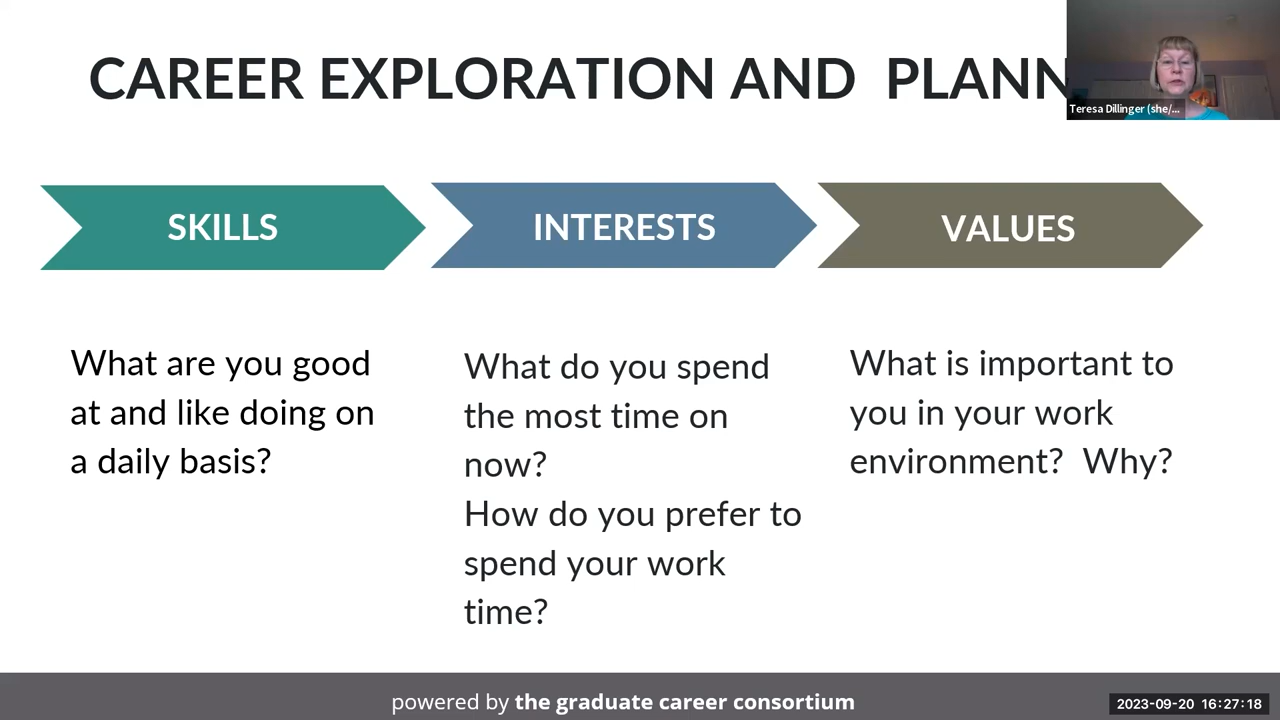 CAREER EXPLORATION AND PLANN
Teresa Dillinger (she/...
SKILLS
INTERESTS
VALUES
What are you good
at and like doing on
a daily basis?
What do you spend
the most time on
now?
How do you prefer to
spend your work
time?
What is important to
you in your work
environment? Why?
powered by the graduate career consortium
2023-09-20 16:27:18